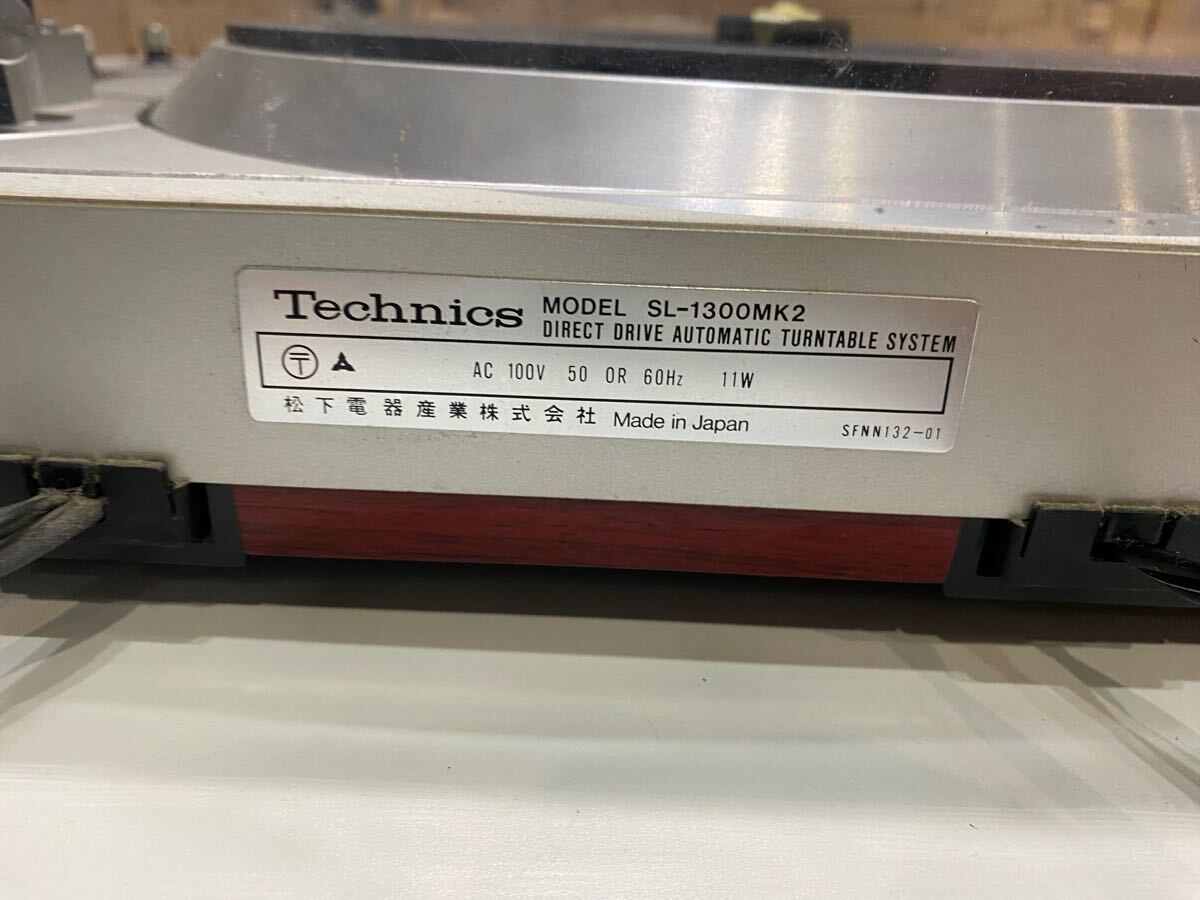 Technics MODEL SL-1300MK2
DIRECT DRIVE AUTOMATIC TURNTABLE SYSTEM
〒 AC 100V 50 OR 60Hz 11W
松下電器産業株式会社 Made in Japan SFNN132-01